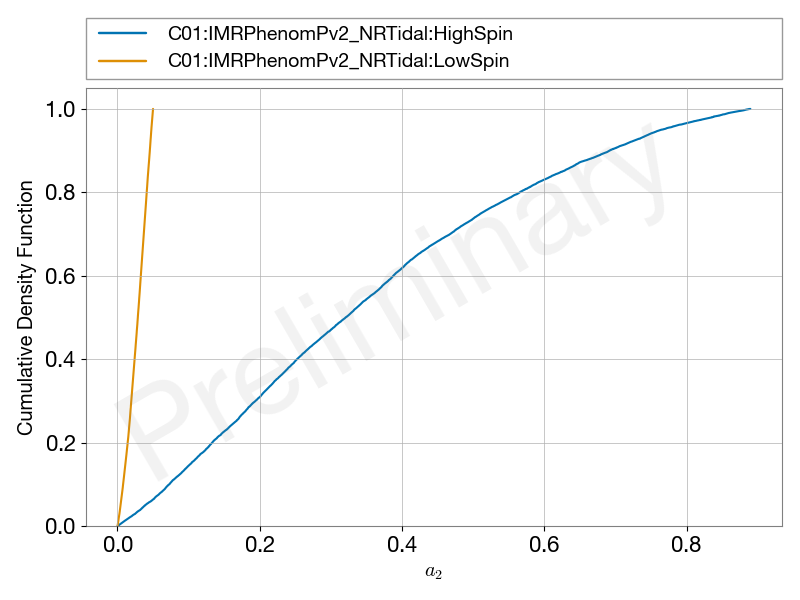 C01:IMRPhenomPv2_NRTidal:HighSpin
C01:IMRPhenomPv2_NRTidal:LowSpin
1.0
0.8
0.6
0.4
0.2
0.0
Cumulative Density Function
Preliminary
0.0 0.2 0.4 0.6 0.8
a₂